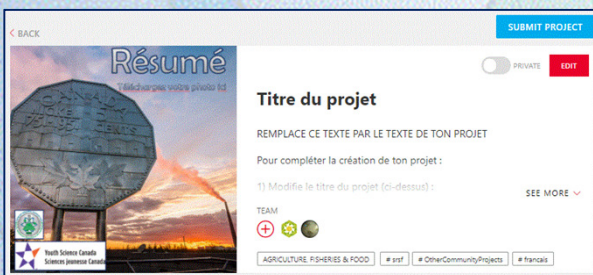 < BACK
SUBMIT PROJECT
Résumé
Téléchargez votre photo ici
PRIVATE
EDIT
Titre du projet
REMPLACE CE TEXTE PAR LE TEXTE DE TON PROJET
Pour compléter la création de ton projet :
1) Modifie le titre du projet (ci-dessus) :
SEE MORE
TEAM
Youth Science Canada
Sciences jeunesse Canada
AGRICULTURE, FISHERIES & FOOD
# srsf
# OtherCommunityProjects
# francais